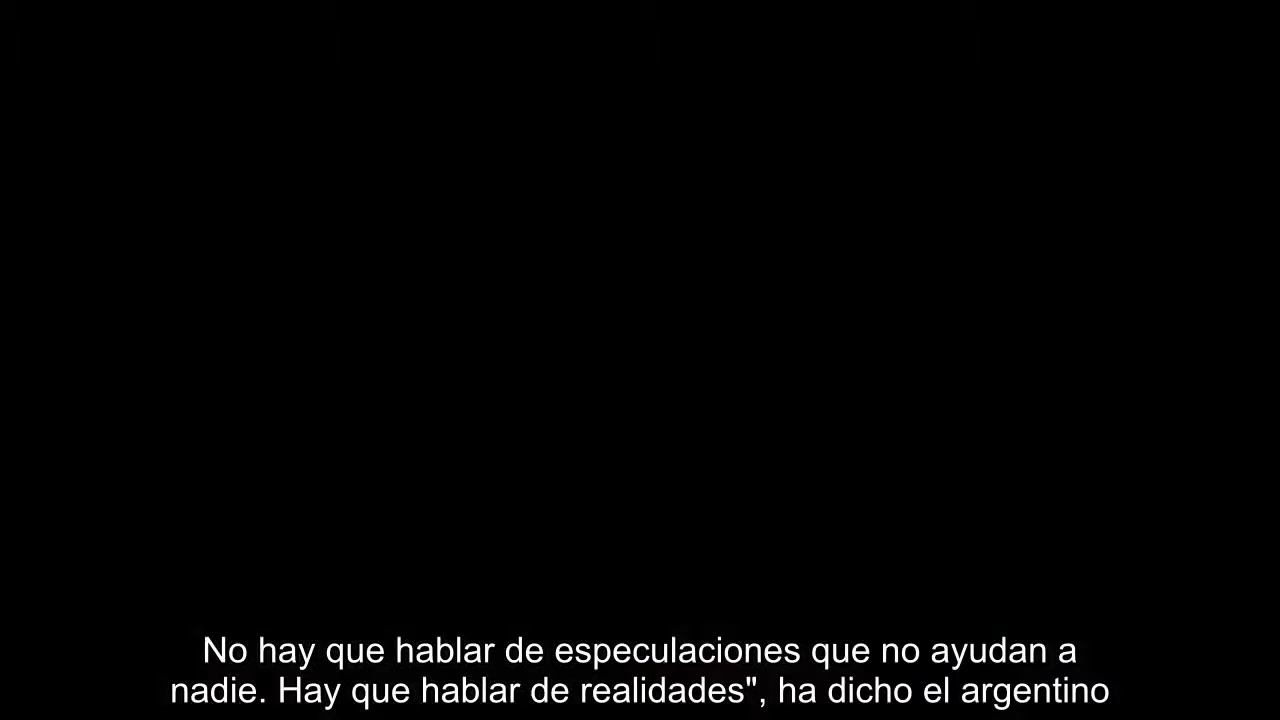 No hay que hablar de especulaciones que no ayudan a
nadie. Hay que hablar de realidades", ha dicho el argentino